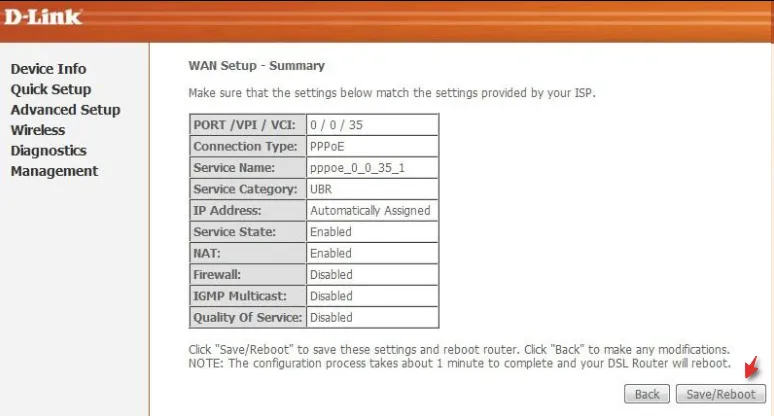 D-Link
Device Info
Quick Setup
Advanced Setup
Wireless
Diagnostics
Management
WAN Setup - Summary
Make sure that the settings below match the settings provided by your ISP.
PORT /VPI / VCI: 0 / 0 / 35
Connection Type: PPPoE
Service Name: pppoe_0_0_35_1
Service Category: UBR
IP Address: Automatically Assigned
Service State: Enabled
NAT: Enabled
Firewall: Disabled
IGMP Multicast: Disabled
Quality Of Service: Disabled
Click "Save/Reboot" to save these settings and reboot router. Click "Back" to make any modifications.
NOTE: The configuration process takes about 1 minute to complete and your DSL Router will reboot.
Back Save/Reboot